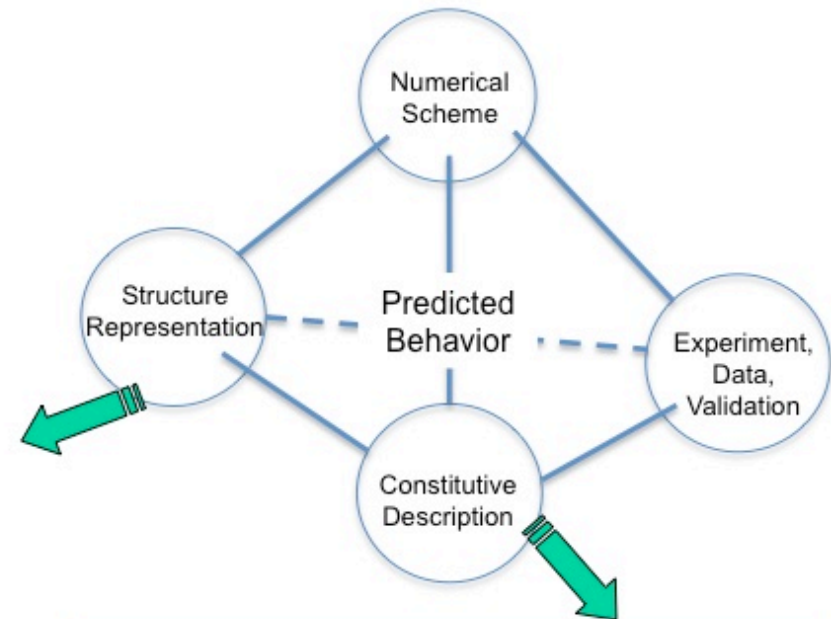 Numerical
Scheme
Structure
Representation
Predicted
Behavior
Experiment,
Data,
Validation
Constitutive
Description